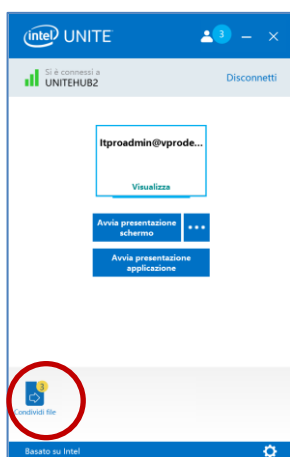 intel UNITE
3
Si è connessi a
UNITEHUB2
Disconnetti
Itproadmin@vprode...
Visualizza
Avvia presentazione
schermo
Avvia presentazione
applicazione
3
Condividi file
Basato su Intel